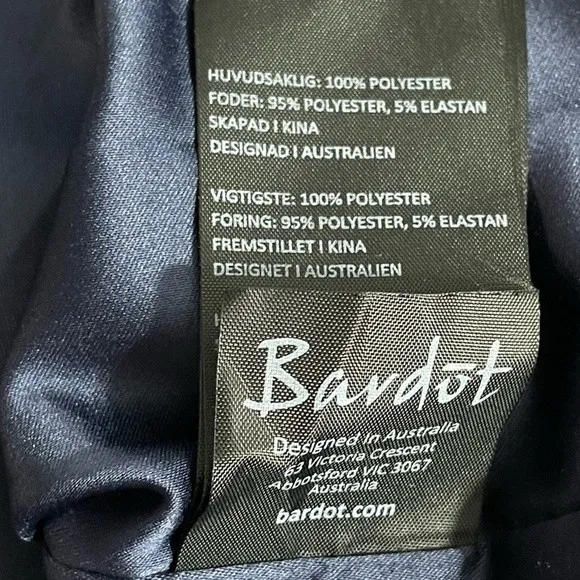 HUVUDSAKLIG: 100% POLYESTER
FODER: 95% POLYESTER, 5% ELASTAN
SKAPAD I KINA
DESIGNAD I AUSTRALIEN
VIGTIGSTE: 100% POLYESTER
FORING: 95% POLYESTER, 5% ELASTAN
FREMSTILLET I KINA
DESIGNET I AUSTRALIEN
Bardōt
Designed In Australia
63 Victoria Crescent
Abbotsford VIC 3067
Australia
bardot.com